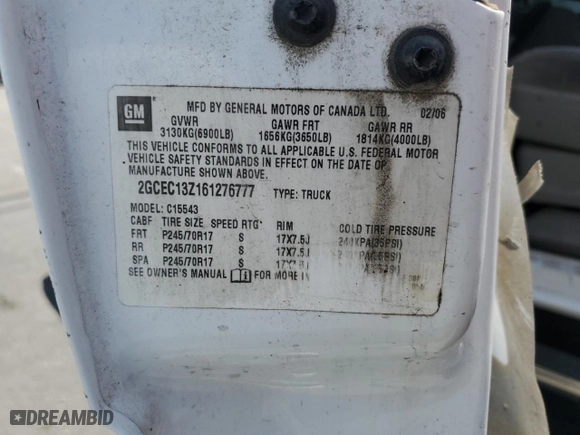 GM
MFD BY GENERAL MOTORS OF CANADA LTD. 02/06
GVWR GAWR FRT GAWR RR
3130KG(6900LB) 1656KG(3650LB) 1814KG(4000LB)
THIS VEHICLE CONFORMS TO ALL APPLICABLE U.S. FEDERAL MOTOR
VEHICLE SAFETY STANDARDS IN EFFECT ON THE DATE OF
MANUFACTURE SHOWN ABOVE.
2GCEC13Z161276777 TYPE: TRUCK
MODEL: C15543
CABF TIRE SIZE SPEED RTG RIM COLD TIRE PRESSURE
FRT P245/70R17 S 17X7.5J
RR P245/70R17 S 17X7.5J
SPA P245/70R17 S
SEE OWNER'S MANUAL FOR MORE
DREAMBID